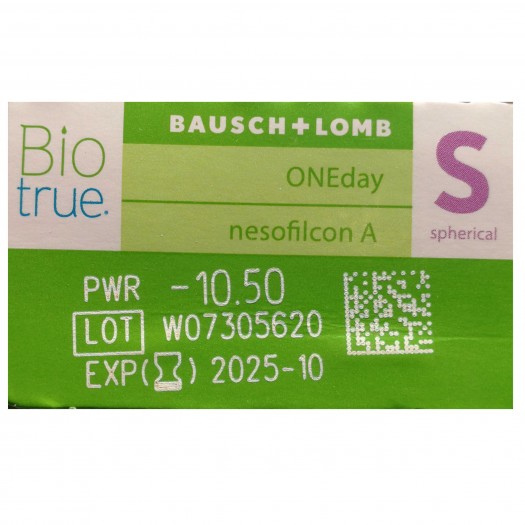 Bio
true.
BAUSCH+LOMB
ONEday
nesofilcon A
S
spherical
PWR -10.50
LOT W07305620
EXP(⌛) 2025-10